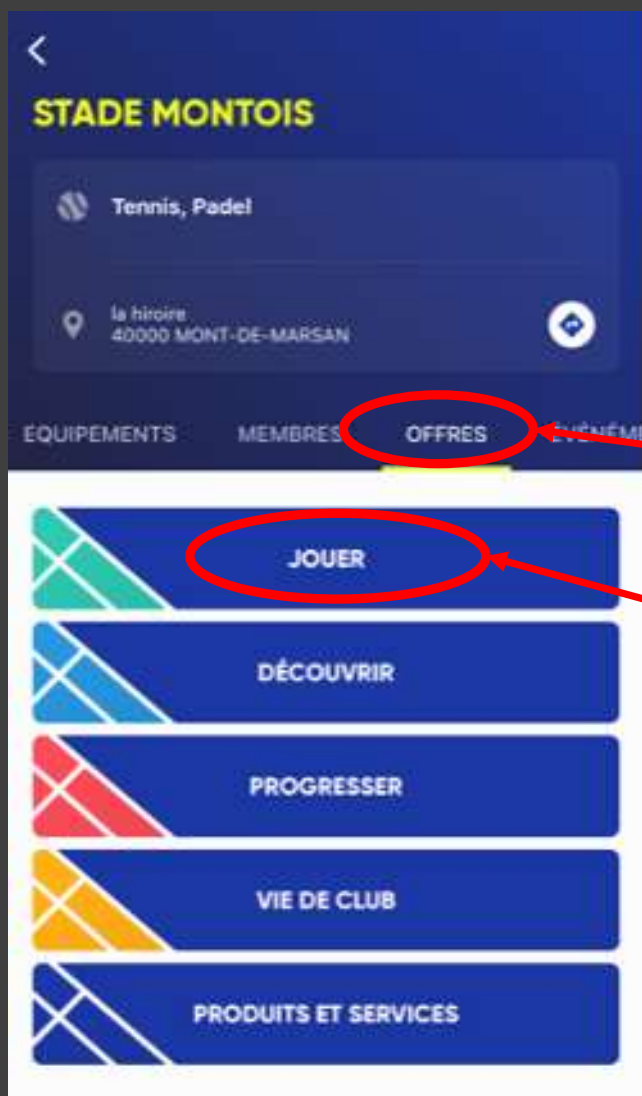 STADE MONTOIS
Tennis, Padel
la hiroire
40000 MONT-DE-MARSAN
EQUIPEMENTS MEMBRES OFFRES ÉVÉNEME
JOUER
DÉCOUVRIR
PROGRESSER
VIE DE CLUB
PRODUITS ET SERVICES